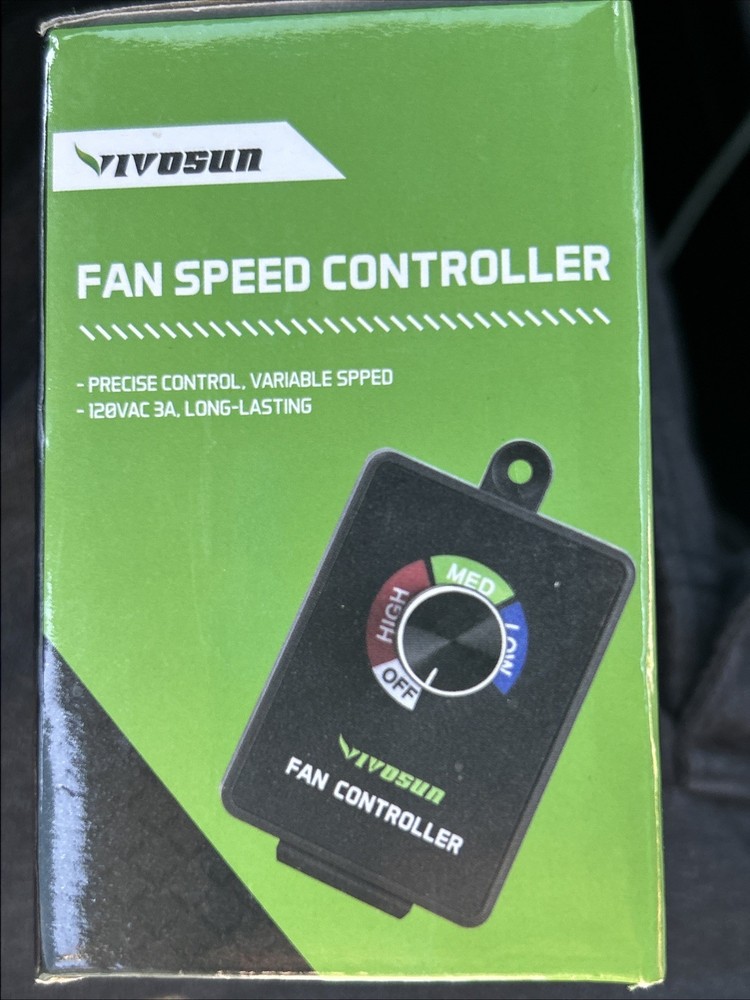 VIVOSUN
FAN SPEED CONTROLLER
- PRECISE CONTROL, VARIABLE SPPED
- 120VAC 3A, LONG-LASTING
MED
HIGH
LOW
OFF
VIVOSUN
FAN CONTROLLER